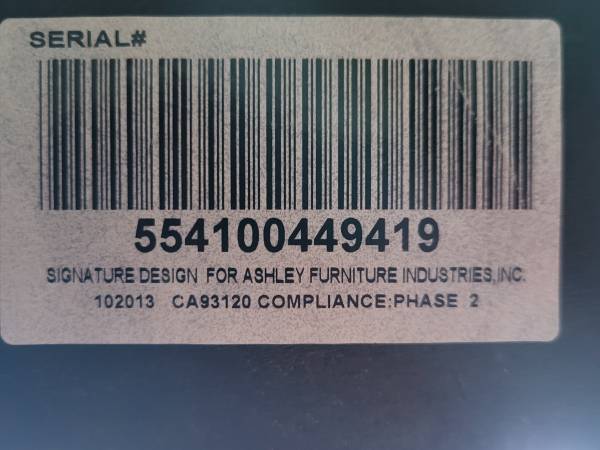 SERIAL#
554100449419
SIGNATURE DESIGN FOR ASHLEY FURNITURE INDUSTRIES,INC.
102013 CA93120 COMPLIANCE:PHASE 2